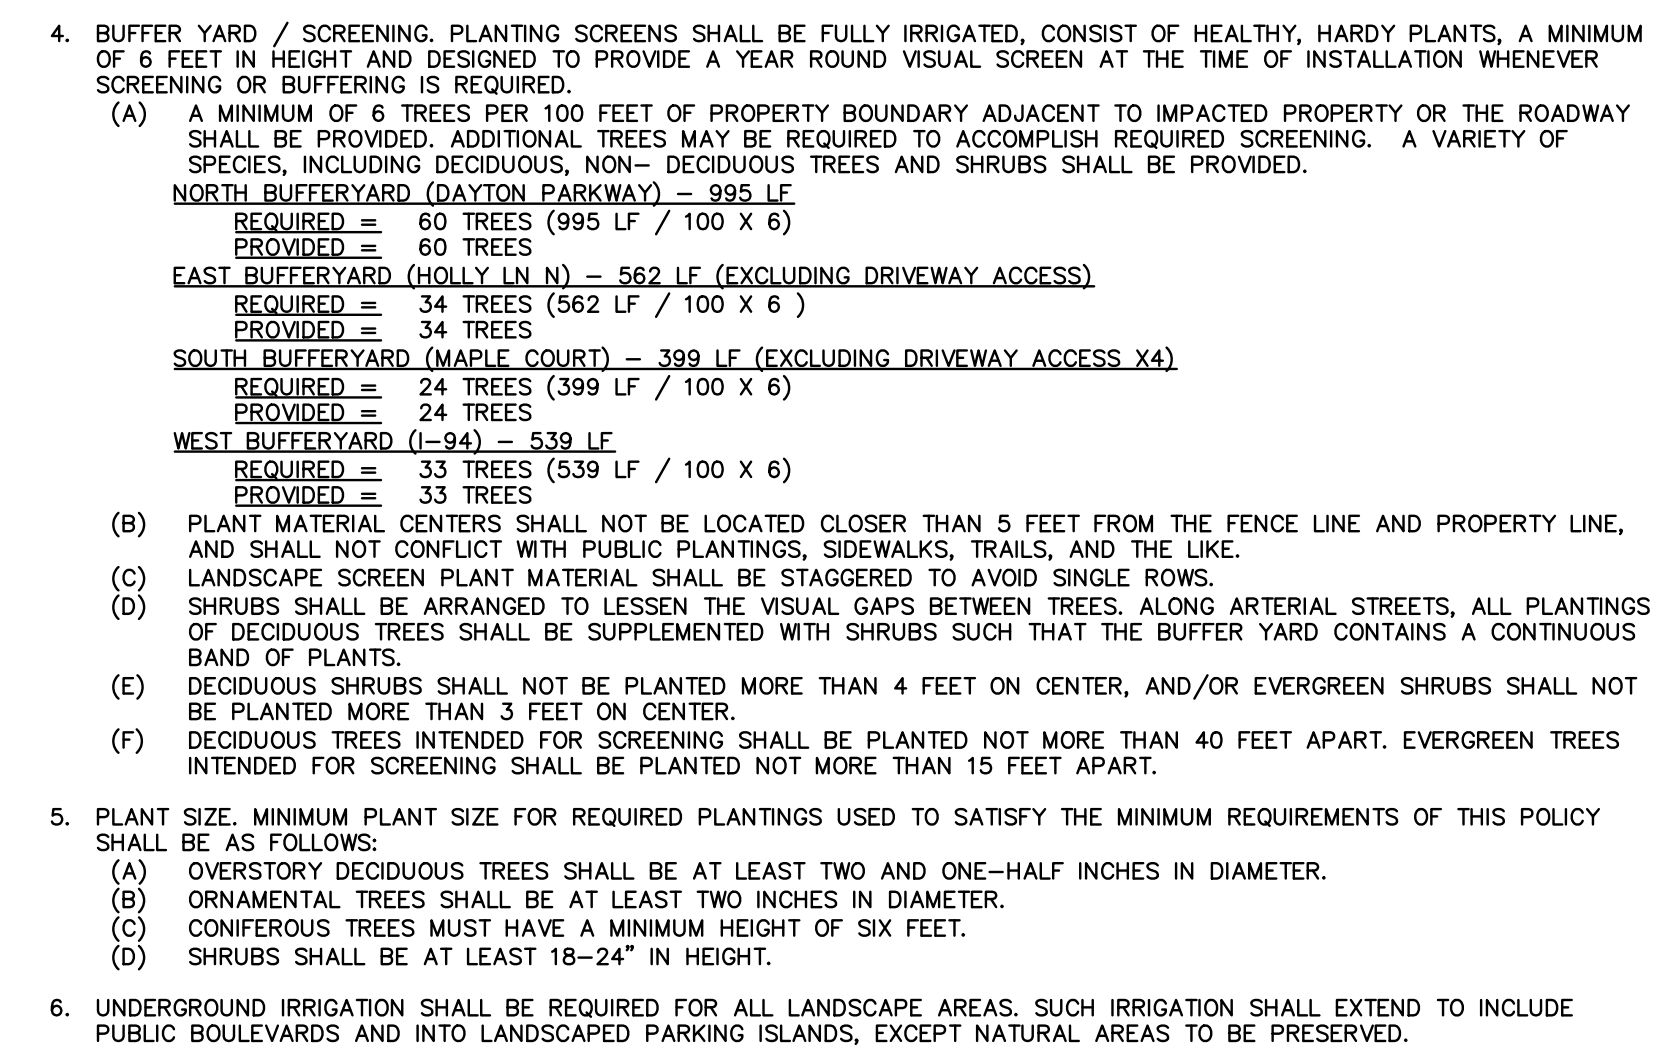 4. BUFFER YARD / SCREENING. PLANTING SCREENS SHALL BE FULLY IRRIGATED, CONSIST OF HEALTHY, HARDY PLANTS, A MINIMUM
OF 6 FEET IN HEIGHT AND DESIGNED TO PROVIDE A YEAR ROUND VISUAL SCREEN AT THE TIME OF INSTALLATION WHENEVER
SCREENING OR BUFFERING IS REQUIRED.
(A) A MINIMUM OF 6 TREES PER 100 FEET OF PROPERTY BOUNDARY ADJACENT TO IMPACTED PROPERTY OR THE ROADWAY
SHALL BE PROVIDED. ADDITIONAL TREES MAY BE REQUIRED TO ACCOMPLISH REQUIRED SCREENING. A VARIETY OF
SPECIES, INCLUDING DECIDUOUS, NON- DECIDUOUS TREES AND SHRUBS SHALL BE PROVIDED.
NORTH BUFFERYARD (DAYTON PARKWAY) - 995 LF
REQUIRED = 60 TREES (995 LF / 100 X 6)
PROVIDED = 60 TREES
EAST BUFFERYARD (HOLLY LN N) - 562 LF (EXCLUDING DRIVEWAY ACCESS)
REQUIRED = 34 TREES (562 LF / 100 X 6 )
PROVIDED = 34 TREES
SOUTH BUFFERYARD (MAPLE COURT) - 399 LF (EXCLUDING DRIVEWAY ACCESS X4)
REQUIRED = 24 TREES (399 LF / 100 X 6)
PROVIDED = 24 TREES
WEST BUFFERYARD (I-94) - 539 LF
REQUIRED = 33 TREES (539 LF / 100 X 6)
PROVIDED = 33 TREES
(B) PLANT MATERIAL CENTERS SHALL NOT BE LOCATED CLOSER THAN 5 FEET FROM THE FENCE LINE AND PROPERTY LINE,
AND SHALL NOT CONFLICT WITH PUBLIC PLANTINGS, SIDEWALKS, TRAILS, AND THE LIKE.
(C) LANDSCAPE SCREEN PLANT MATERIAL SHALL BE STAGGERED TO AVOID SINGLE ROWS.
(D) SHRUBS SHALL BE ARRANGED TO LESSEN THE VISUAL GAPS BETWEEN TREES. ALONG ARTERIAL STREETS, ALL PLANTINGS
OF DECIDUOUS TREES SHALL BE SUPPLEMENTED WITH SHRUBS SUCH THAT THE BUFFER YARD CONTAINS A CONTINUOUS
BAND OF PLANTS.
(E) DECIDUOUS SHRUBS SHALL NOT BE PLANTED MORE THAN 4 FEET ON CENTER, AND/OR EVERGREEN SHRUBS SHALL NOT
BE PLANTED MORE THAN 3 FEET ON CENTER.
(F) DECIDUOUS TREES INTENDED FOR SCREENING SHALL BE PLANTED NOT MORE THAN 40 FEET APART. EVERGREEN TREES
INTENDED FOR SCREENING SHALL BE PLANTED NOT MORE THAN 15 FEET APART.
5. PLANT SIZE. MINIMUM PLANT SIZE FOR REQUIRED PLANTINGS USED TO SATISFY THE MINIMUM REQUIREMENTS OF THIS POLICY
SHALL BE AS FOLLOWS:
(A) OVERSTORY DECIDUOUS TREES SHALL BE AT LEAST TWO AND ONE-HALF INCHES IN DIAMETER.
(B) ORNAMENTAL TREES SHALL BE AT LEAST TWO INCHES IN DIAMETER.
(C) CONIFEROUS TREES MUST HAVE A MINIMUM HEIGHT OF SIX FEET.
(D) SHRUBS SHALL BE AT LEAST 18-24" IN HEIGHT.
6. UNDERGROUND IRRIGATION SHALL BE REQUIRED FOR ALL LANDSCAPE AREAS. SUCH IRRIGATION SHALL EXTEND TO INCLUDE
PUBLIC BOULEVARDS AND INTO LANDSCAPED PARKING ISLANDS, EXCEPT NATURAL AREAS TO BE PRESERVED.